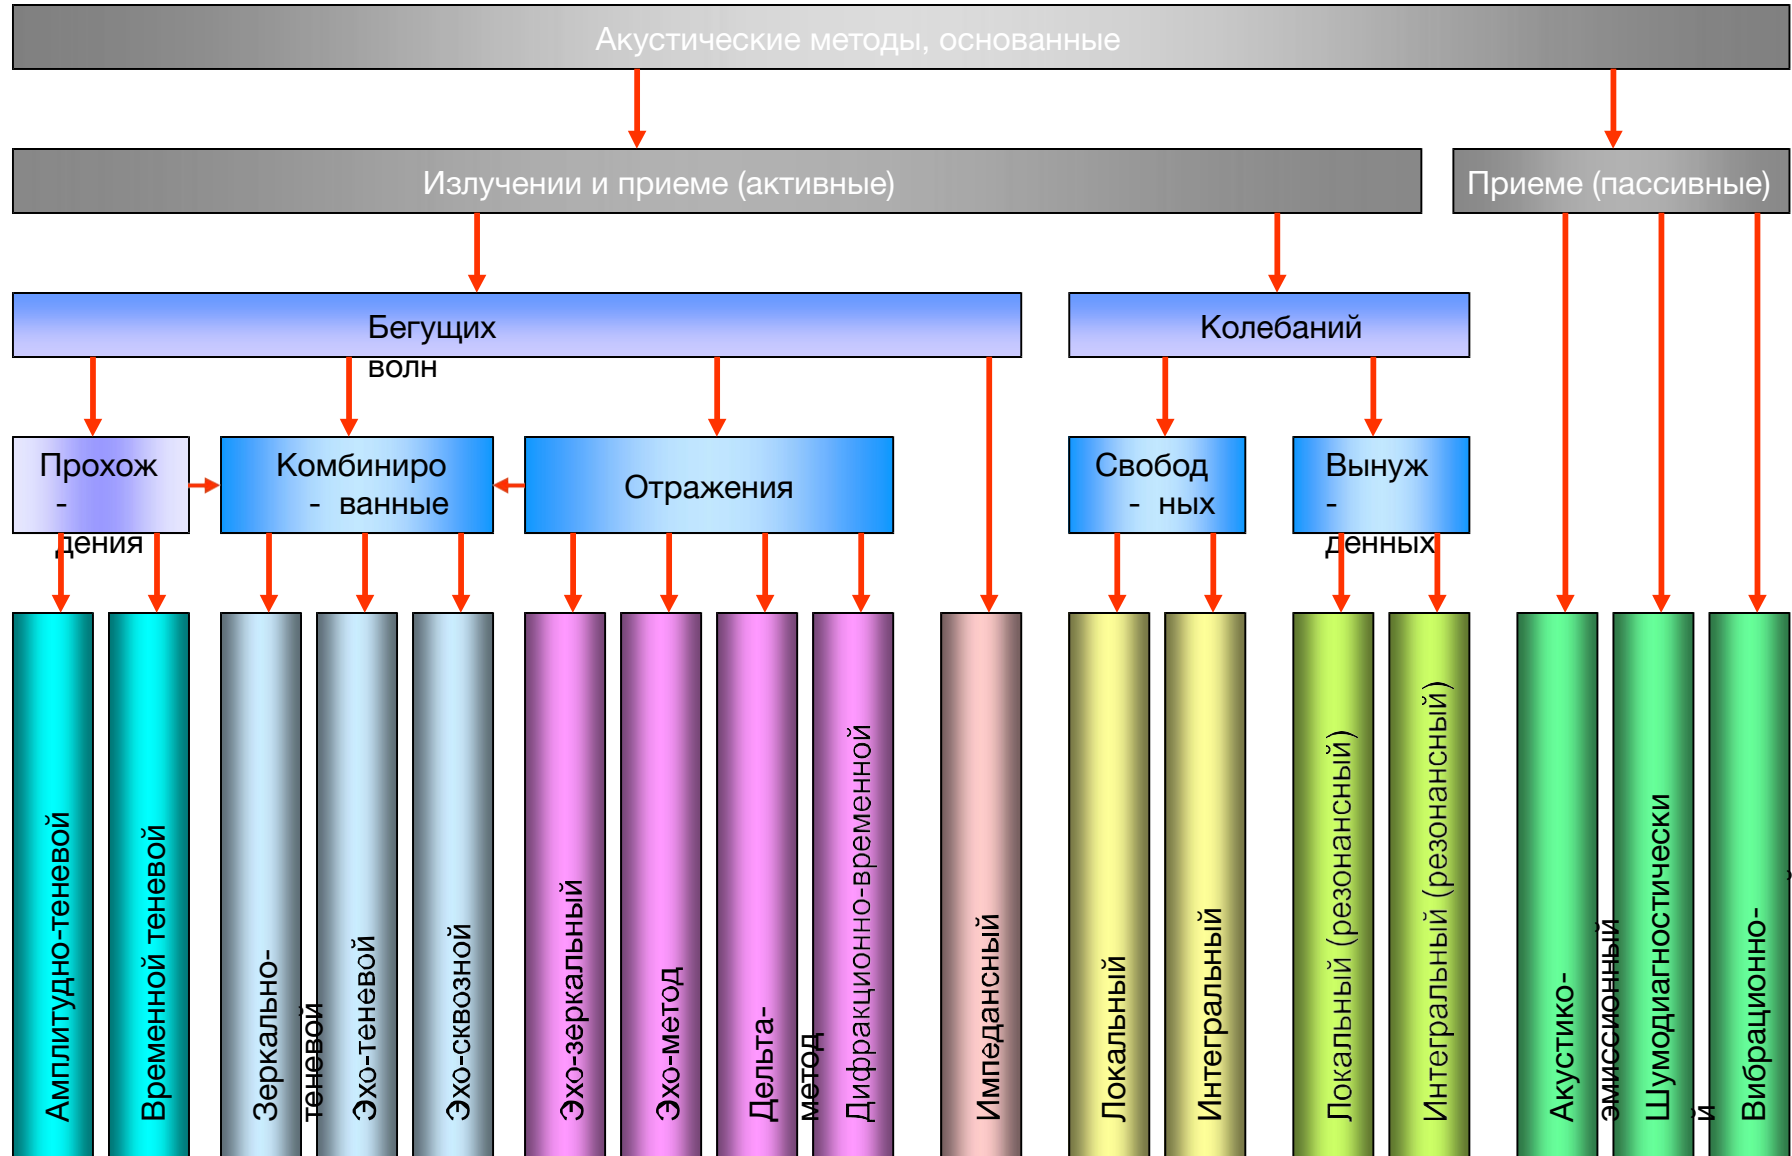 Акустические методы, основанные
Излучении и приеме (активные)
Приеме (пассивные)
Бегущих
волн
Колебаний
Прохож
-
дения
Комбиниро
- ванные
Отражения
Свобод
- ных
Вынуж
-
денных
Амплитудно-теневой
Временной теневой
Зеркально-
теневой
Эхо-теневой
Эхо-сквозной
Эхо-зеркальный
Эхо-метод
Дельта-
метод
Дифракционно-временной
Импедансный
Локальный
Интегральный
Локальный (резонансный)
Интегральный (резонансный)
Акустико-
эмиссионный
Шумодиагностически
й
Вибрационно-